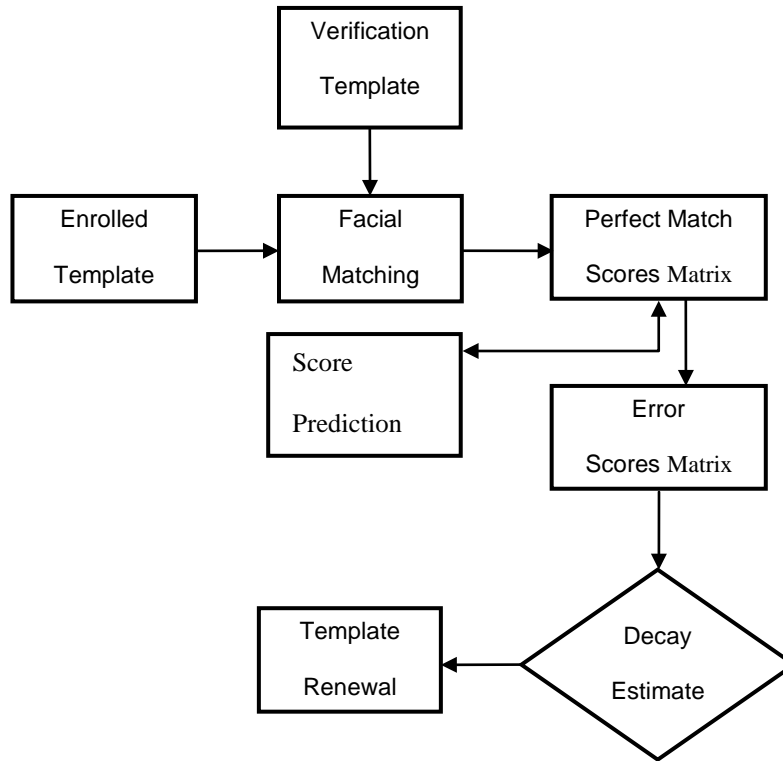 Verification
Template
Enrolled
Template
Facial
Matching
Perfect Match
Scores Matrix
Score
Prediction
Error
Scores Matrix
Template
Renewal
Decay
Estimate